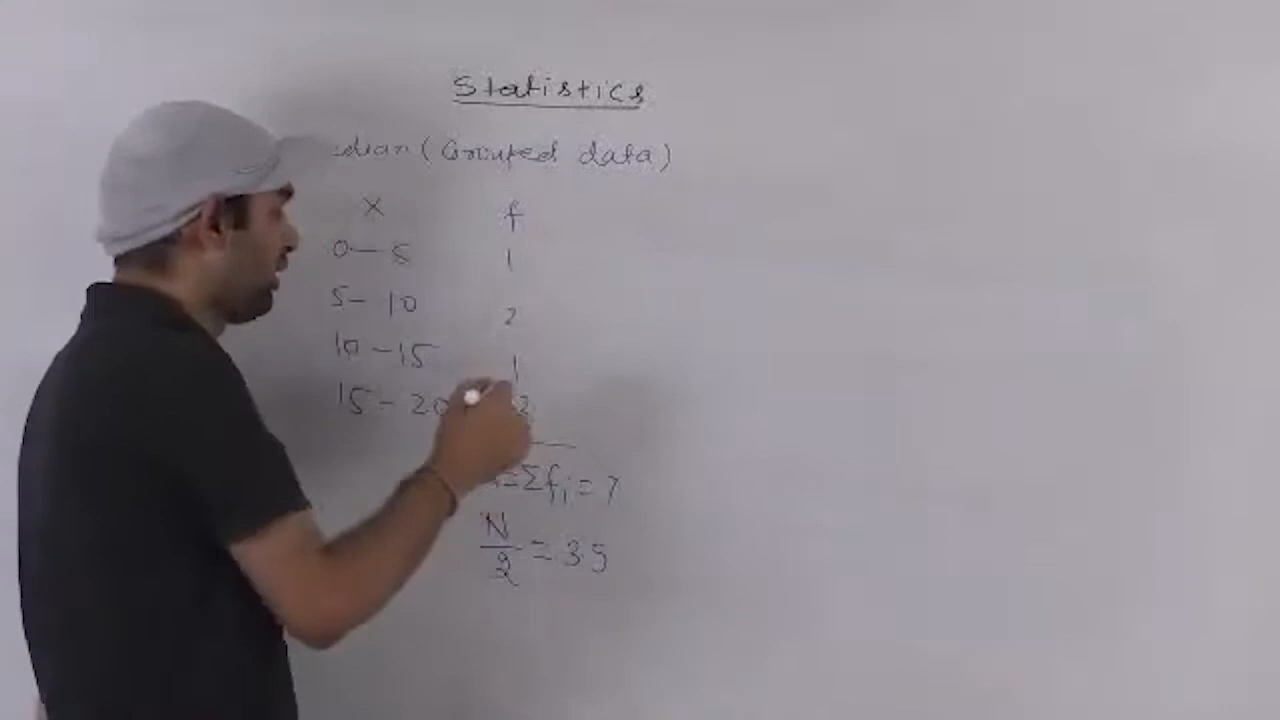 Statistics
edian (Grouped data)
X f
0-5 1
5-10 2
10-15 1
15-20 2
=Σfi=7
N/2 = 3.5